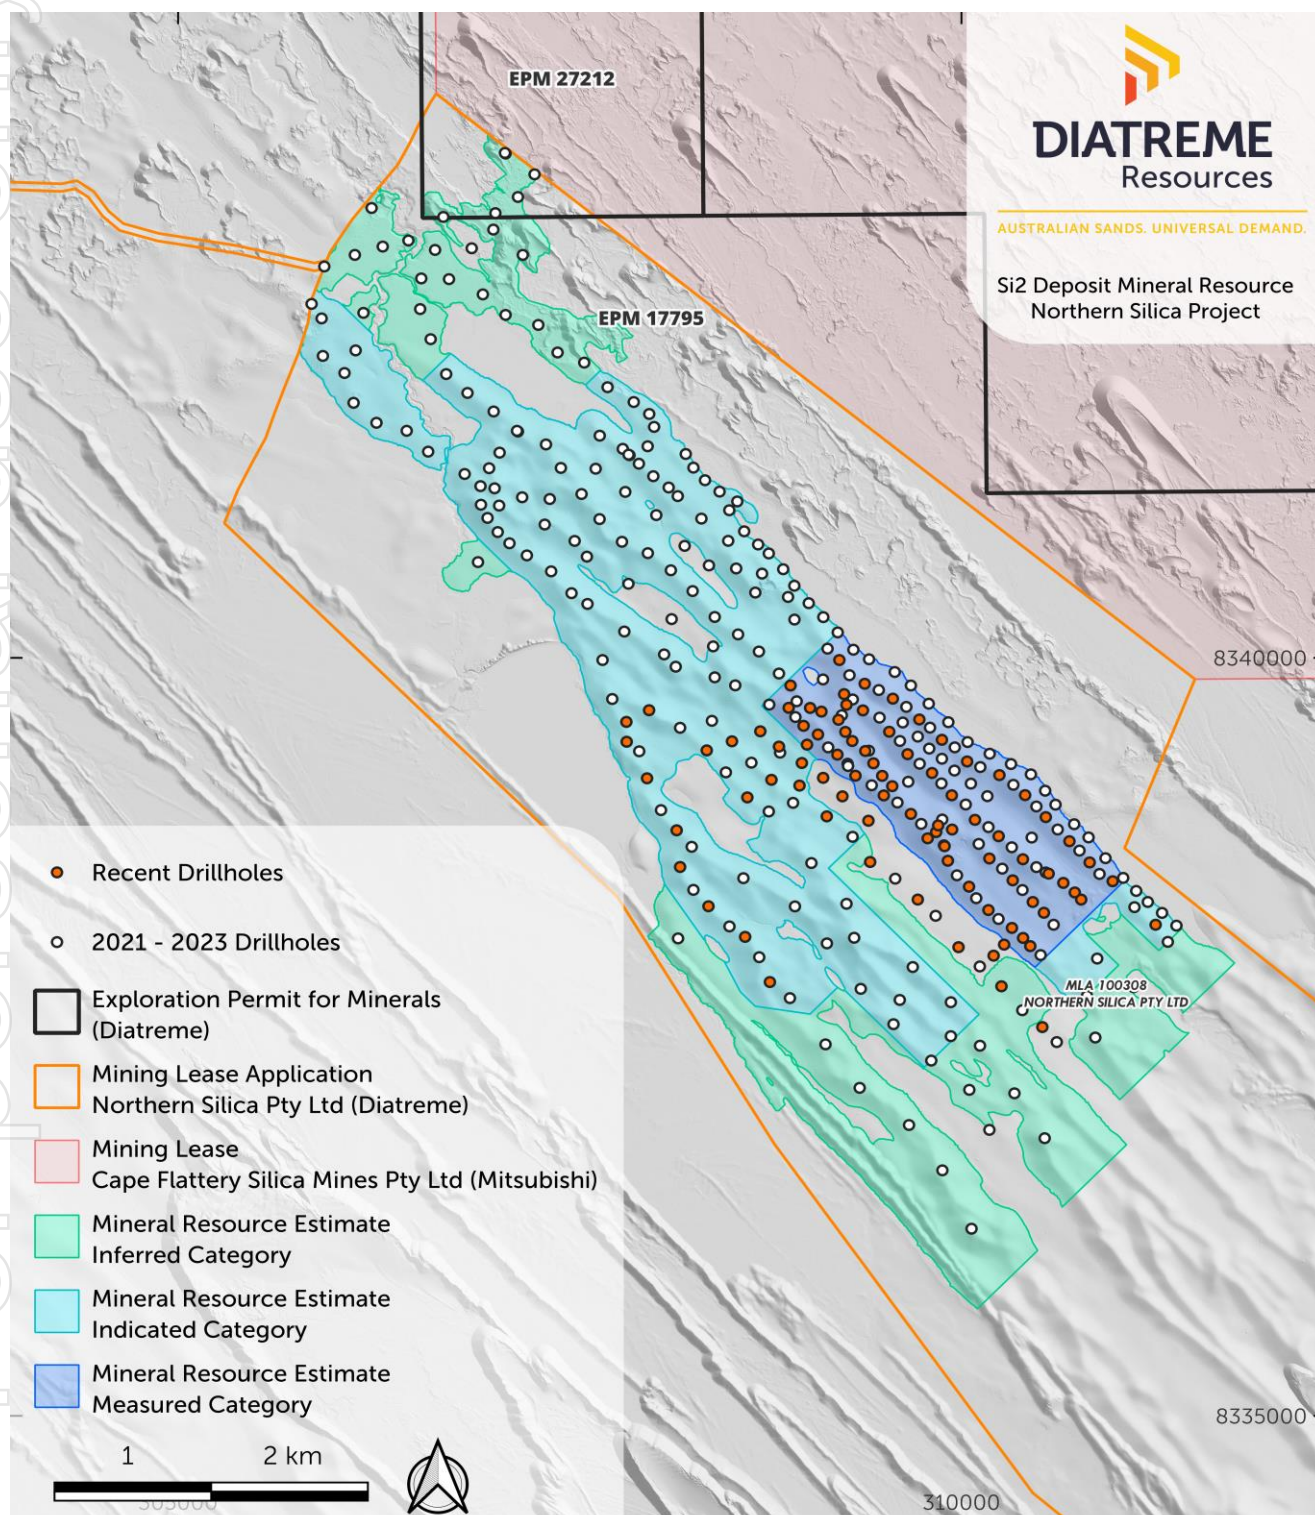 EPM 27212
DIATREME
Resources
AUSTRALIAN SANDS. UNIVERSAL DEMAND.
Si2 Deposit Mineral Resource
Northern Silica Project
EPM 17795
8340000
MLA 100308
NORTHERN SILICA PTY LTD
Recent Drillholes
2021 - 2023 Drillholes
Exploration Permit for Minerals
(Diatreme)
Mining Lease Application
Northern Silica Pty Ltd (Diatreme)
Mining Lease
Cape Flattery Silica Mines Pty Ltd (Mitsubishi)
Mineral Resource Estimate
Inferred Category
Mineral Resource Estimate
Indicated Category
Mineral Resource Estimate
Measured Category
8335000
1 2 km
305000
310000